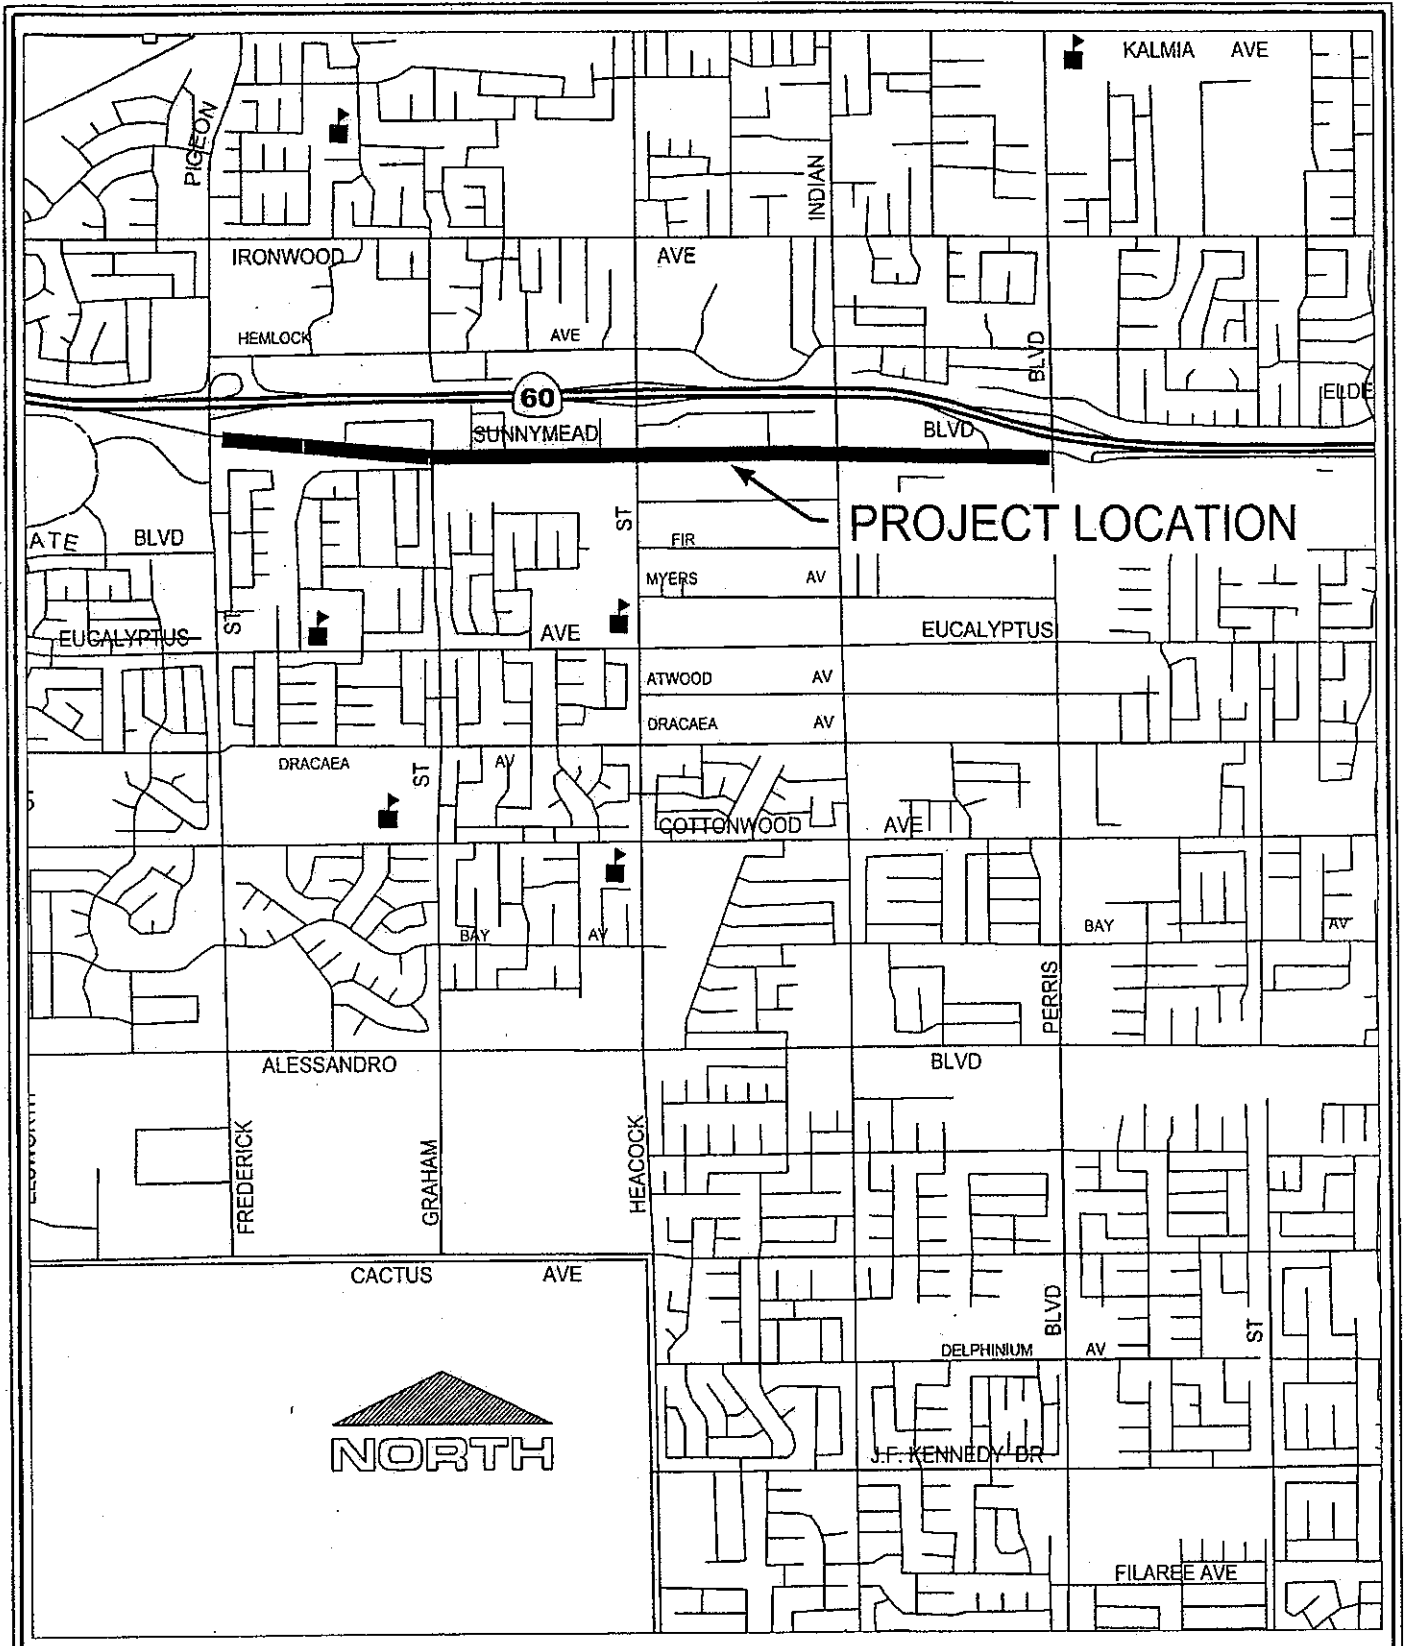 KALMIA AVE
PIGEON
INDIAN
IRONWOOD AVE
HEMLOCK AVE
BLVD
60
ELDE
SUNNYMEAD BLVD
PROJECT LOCATION
ST
ATE BLVD
FIR
MYERS AV
ST
EUCALYPTUS AVE EUCALYPTUS
ATWOOD AV
DRACAEA AV
DRACAEA ST AV
COTTONWOOD AVE
BAY AV BAY AV
PERRIS
ALESSANDRO BLVD
FREDERICK
GRAHAM
HEACOCK
CACTUS AVE
BLVD
ST
DELPHINIUM AV
NORTH
J.F. KENNEDY DR
FILAREE AVE